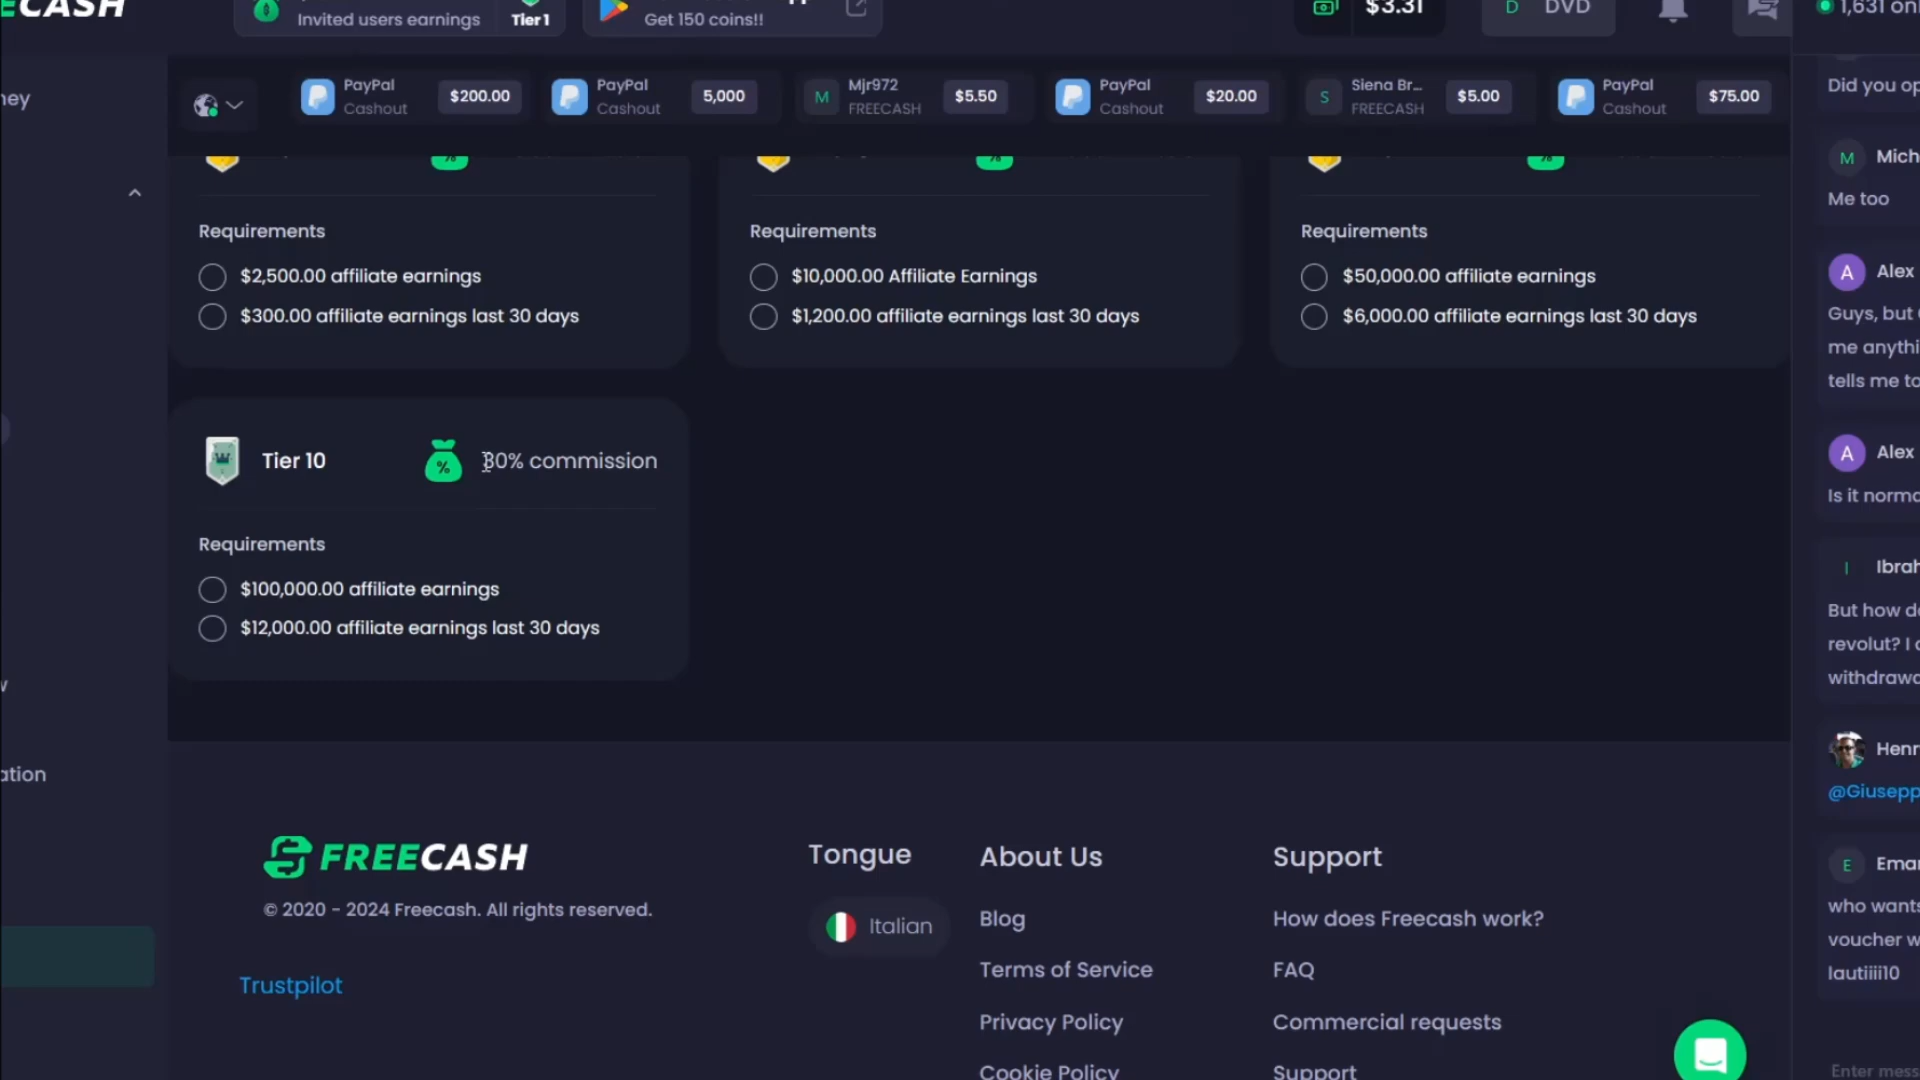 ECASH
Invited users earnings
Tier 1
Get 150 coins!!
$3.31
D DVD
1,631 onl
ney
PayPal
Cashout
$200.00
PayPal
Cashout
5,000
M
Mjr972
FREECASH
$5.50
PayPal
Cashout
$20.00
S
Siena Br...
FREECASH
$5.00
PayPal
Cashout
$75.00
Requirements
$2,500.00 affiliate earnings
$300.00 affiliate earnings last 30 days
Requirements
$10,000.00 Affiliate Earnings
$1,200.00 affiliate earnings last 30 days
Requirements
$50,000.00 affiliate earnings
$6,000.00 affiliate earnings last 30 days
Tier 10
%
30% commission
Requirements
$100,000.00 affiliate earnings
$12,000.00 affiliate earnings last 30 days
ation
FREECASH
© 2020 - 2024 Freecash. All rights reserved.
Trustpilot
Tongue
Italian
About Us
Blog
Terms of Service
Privacy Policy
Cookie Policy
Support
How does Freecash work?
FAQ
Commercial requests
Support
Did you op
M Mich
Me too
A Alex
Guys, but
me anythi
tells me to
A Alex
Is it norma
I Ibrah
But how do
revolut? I
withdrawa
Henr
@Giusepp
E Eman
who wants
voucher w
lautiiii10
Enter mess